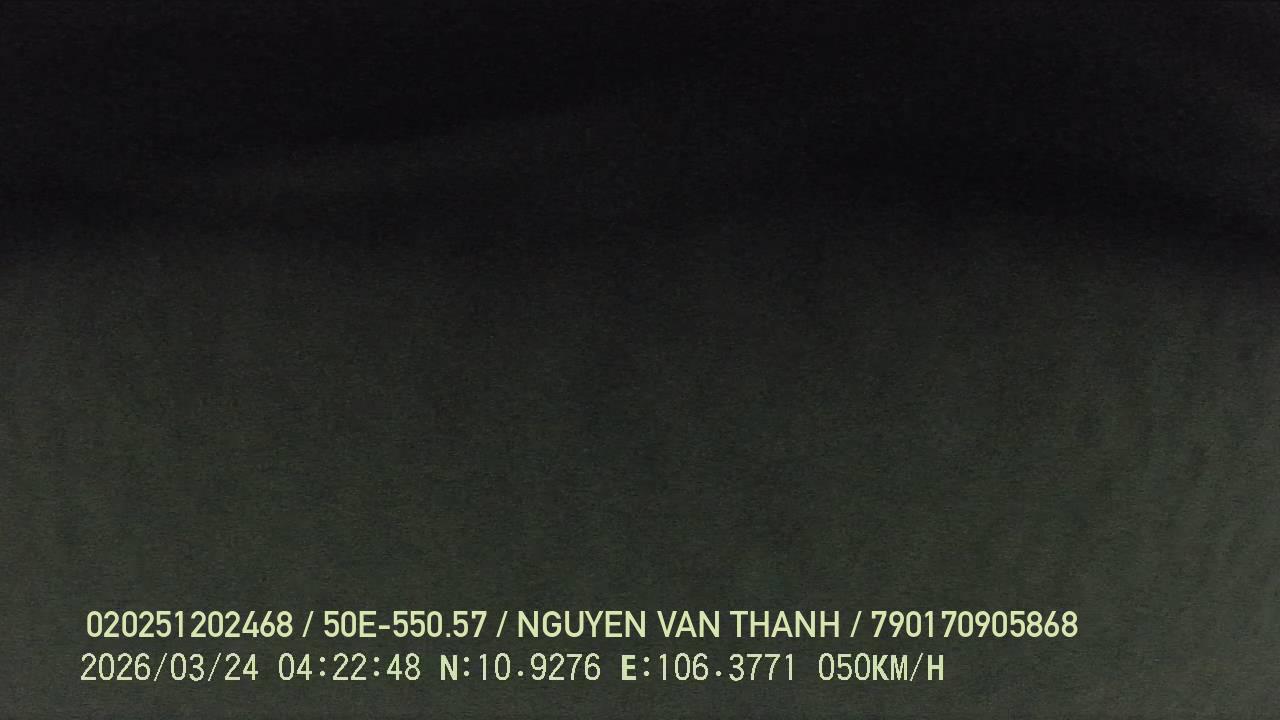 020251202468 / 50E-550.57 / NGUYEN VAN THANH / 790170905868
2026/03/24 04:22:48 N:10.9276 E:106.3771 050KM/H